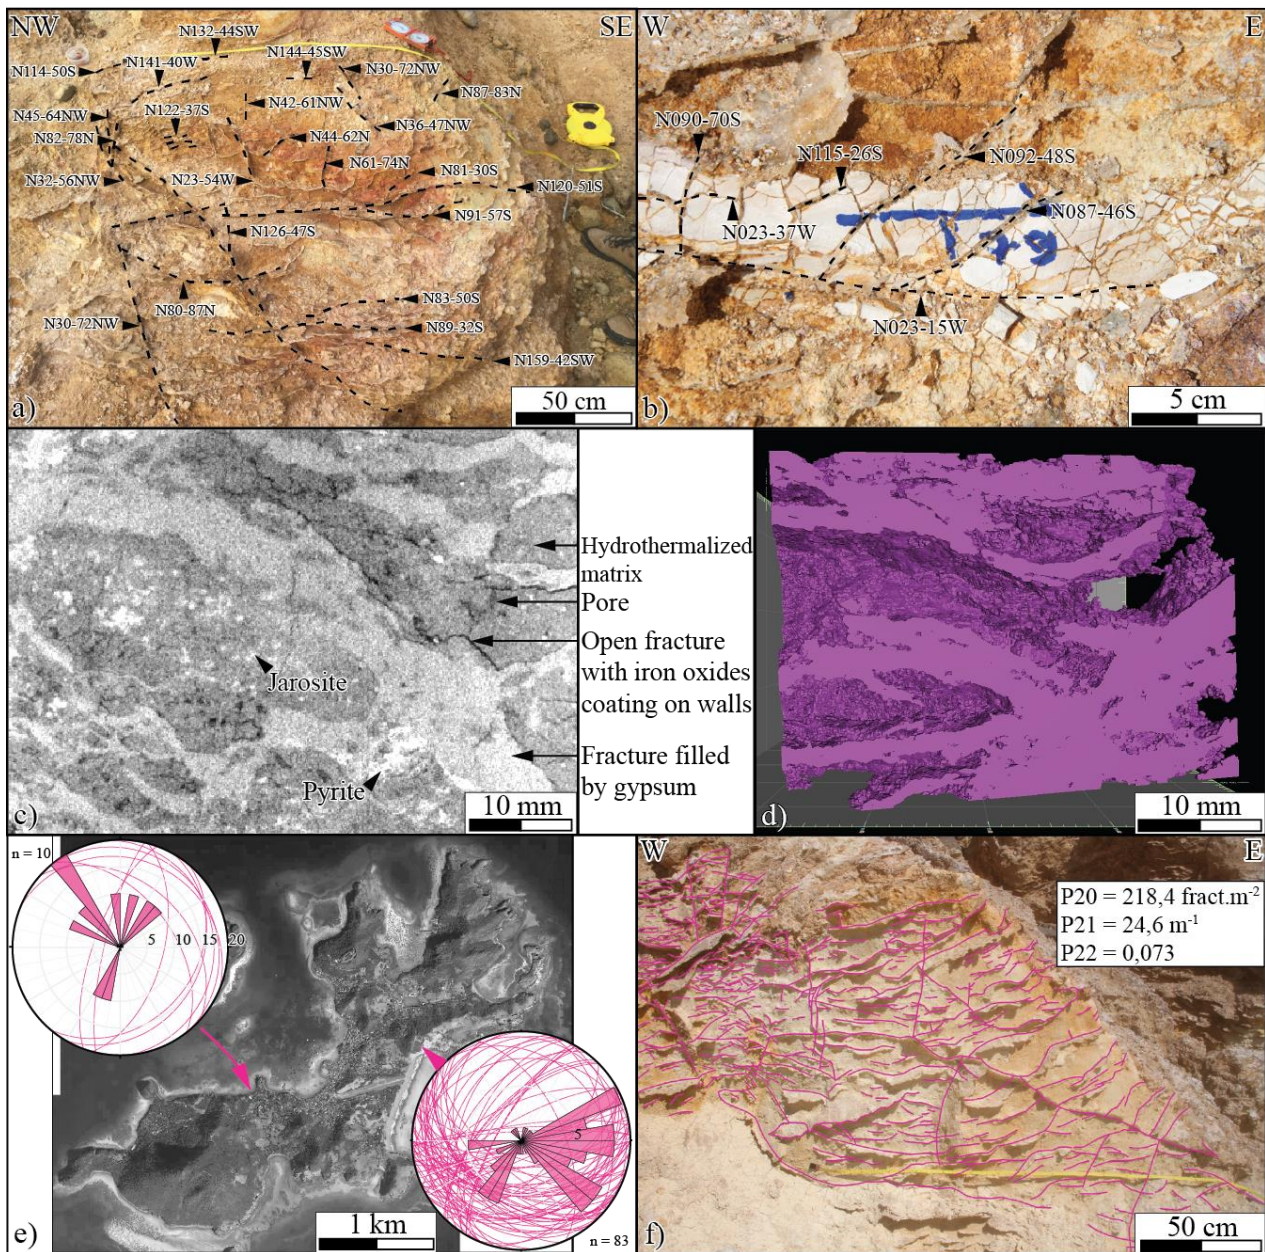 NW
SE
N132-44SW
N141-40W
N144-45SW
N30-72NW
N114-50S
N87-83N
N122-37S
N42-61NW
N45-64NW
N82-78N
N44-62N
N36-47NW
N61-74N
N81-30S
N32-56NW
N23-54W
N120-51S
N91-57S
N126-47S
N80-87N
N83-50S
N30-72NW
N89-32S
N159-42SW
50 cm
a)
W
E
N090-70S
N115-26S
N092-48S
N087-46S
N023-37W
N023-15W
5 cm
b)
Hydrothermalized
matrix
Pore
Open fracture
with iron oxides
coating on walls
Jarosite
Fracture filled
by gypsum
Pyrite
10 mm
c)
10 mm
d)
n = 10
5 10 15 20
5
1 km
n = 83
e)
W
E
P20 = 218,4 fract.m-2
P21 = 24,6 m-1
P22 = 0,073
50 cm
f)